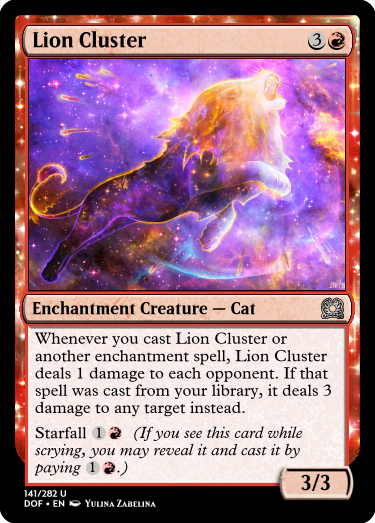 Lion Cluster 3
Enchantment Creature — Cat
Whenever you cast Lion Cluster or
another enchantment spell, Lion Cluster
deals 1 damage to each opponent. If that
spell was cast from your library, it deals
3 damage to any target instead.
Starfall 1 (If you see this card while
scrying, you may reveal it and cast it by
paying 1 .)
3/3
141/282 U
DOF • EN Yulina Zabelina